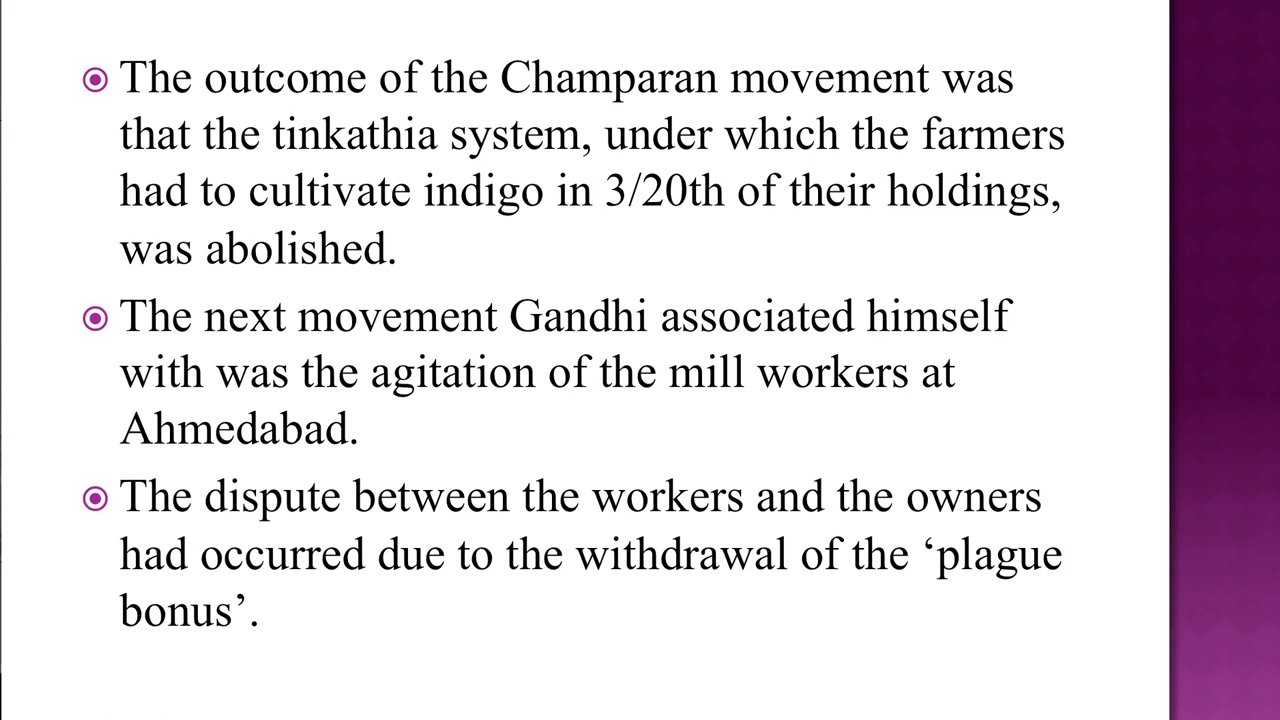 The outcome of the Champaran movement was
that the tinkathia system, under which the farmers
had to cultivate indigo in 3/20th of their holdings,
was abolished.
The next movement Gandhi associated himself
with was the agitation of the mill workers at
Ahmedabad.
The dispute between the workers and the owners
had occurred due to the withdrawal of the ‘plague
bonus’.